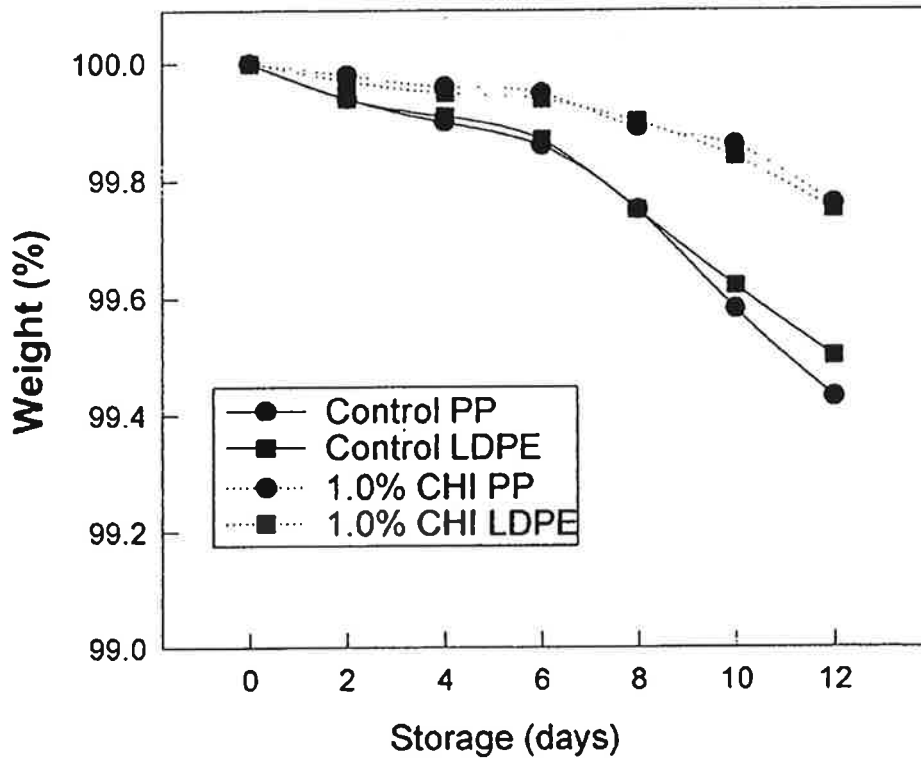 100.0
99.8
99.6
99.4
99.2
99.0
Weight (%)
Control PP
Control LDPE
1.0% CHI PP
1.0% CHI LDPE
0 2 4 6 8 10 12
Storage (days)